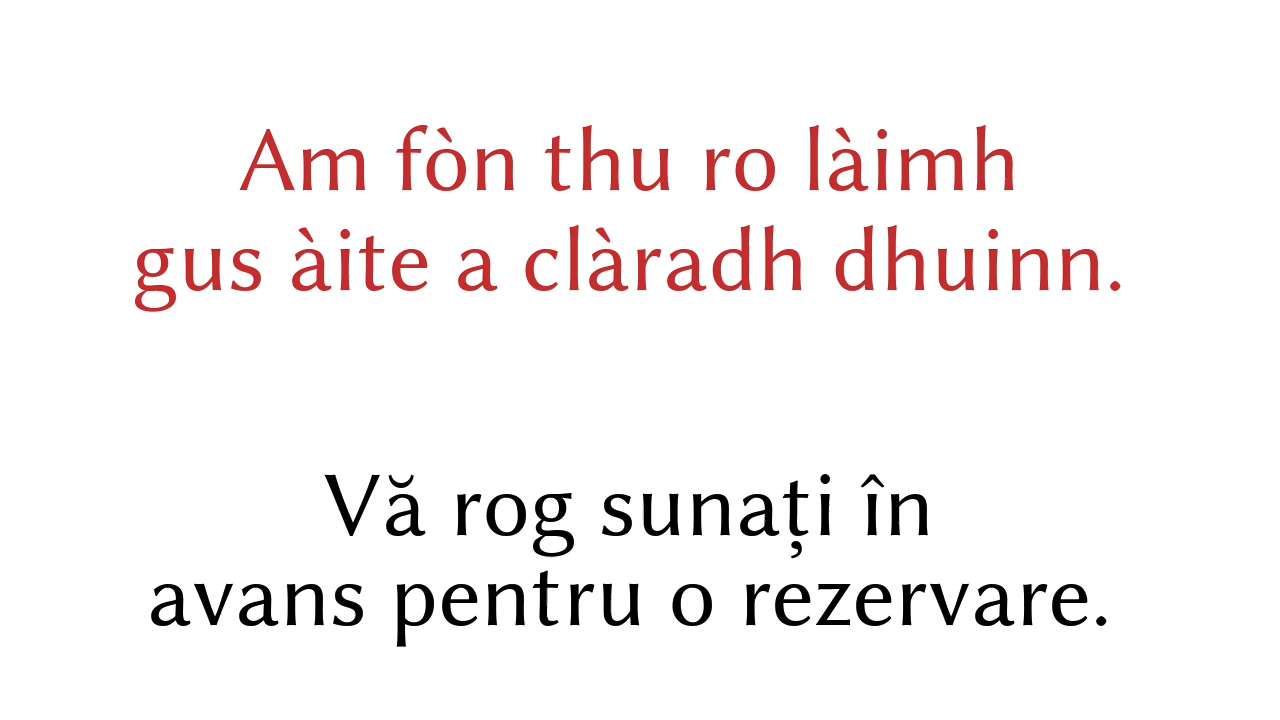 Am fòn thu ro làimh
gus àite a clàradh dhuinn.
Vă rog sunați în
avans pentru o rezervare.